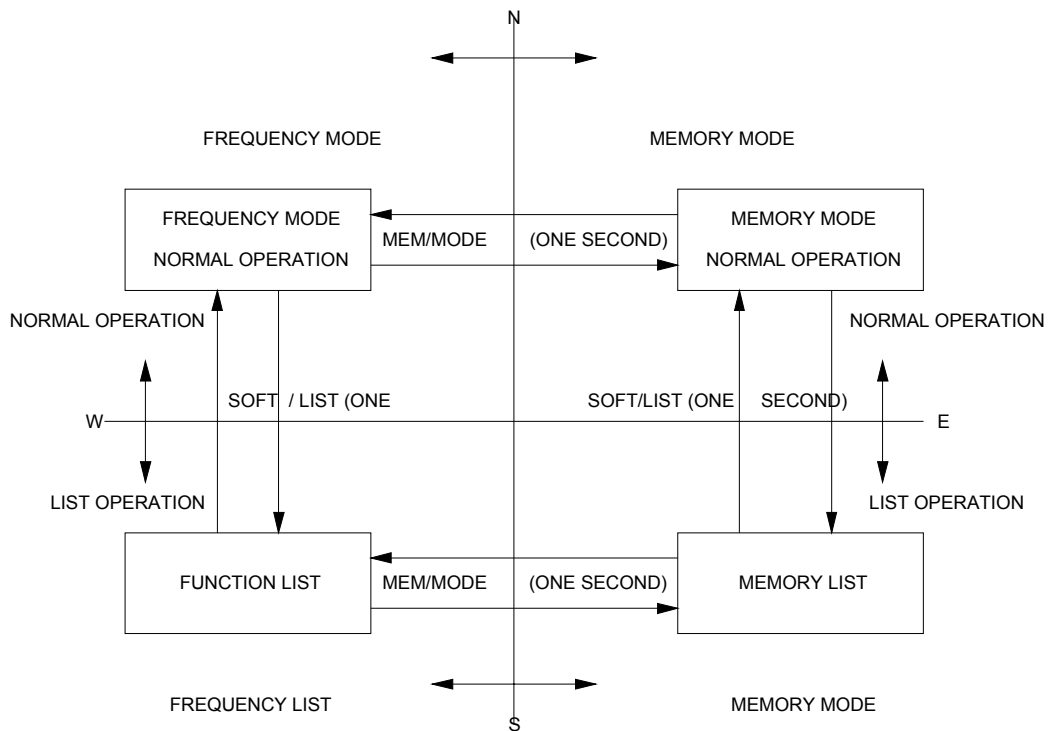 N
FREQUENCY MODE
MEMORY MODE
FREQUENCY MODE
NORMAL OPERATION
MEM/MODE (ONE SECOND)
MEMORY MODE
NORMAL OPERATION
NORMAL OPERATION
NORMAL OPERATION
SOFT / LIST (ONE
SOFT/LIST (ONE SECOND)
W
E
LIST OPERATION
LIST OPERATION
FUNCTION LIST
MEM/MODE (ONE SECOND)
MEMORY LIST
FREQUENCY LIST
MEMORY MODE
S